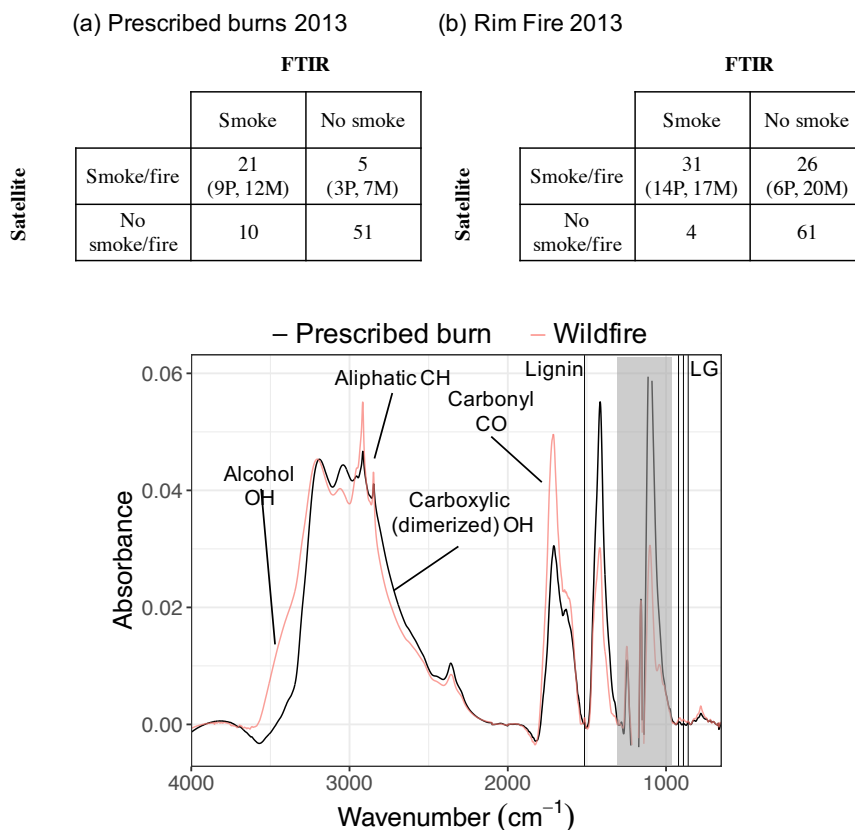 (a) Prescribed burns 2013
(b) Rim Fire 2013
FTIR
Smoke No smoke
Satellite
Smoke/fire 21 (9P, 12M) 5 (3P, 7M)
No smoke/fire 10 51
FTIR
Smoke No smoke
Satellite
Smoke/fire 31 (14P, 17M) 26 (6P, 20M)
No smoke/fire 4 61
– Prescribed burn – Wildfire
Lignin LG
Aliphatic CH
Carbonyl
CO
Alcohol
OH
Carboxylic
(dimerized) OH
Absorbance
0.06
0.04
0.02
0.00
4000 3000 2000 1000
Wavenumber (cm⁻¹)